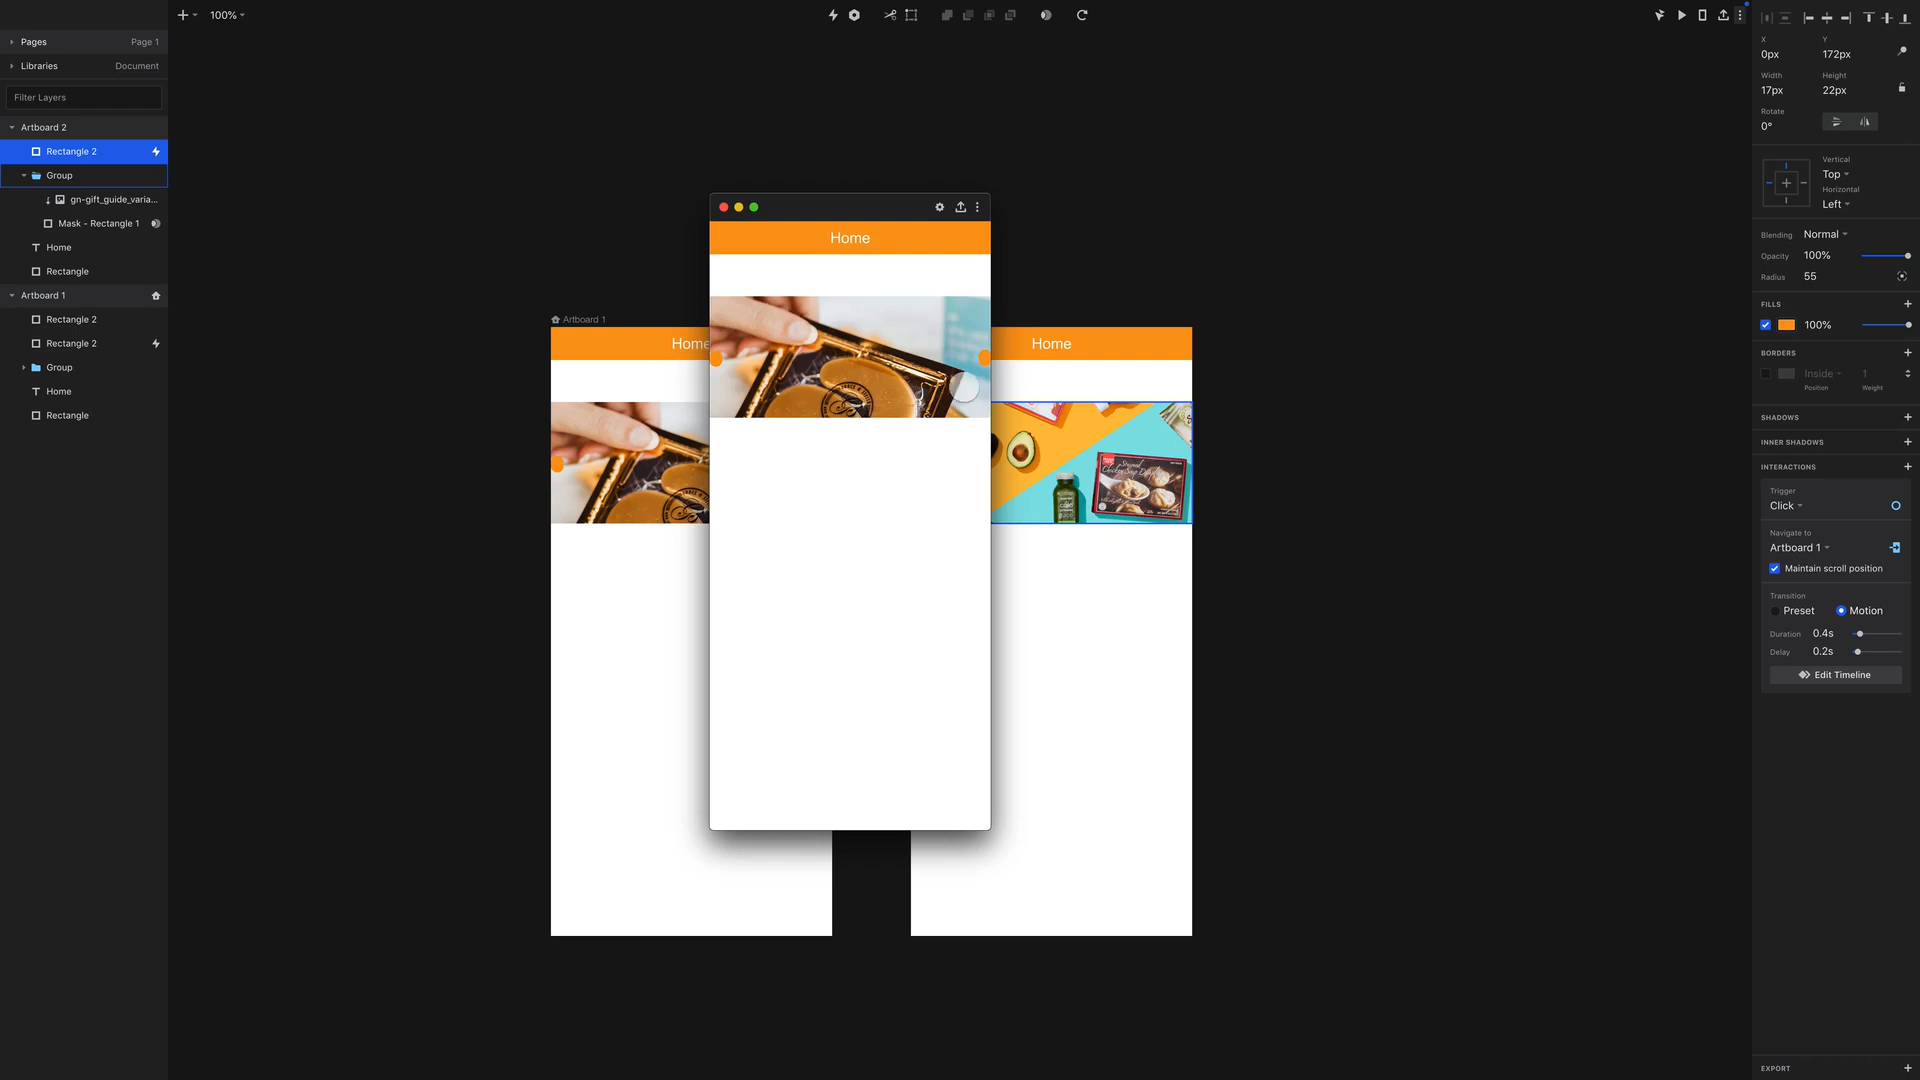 100%
Pages
Page 1
Libraries
Document
Filter Layers
Artboard 2
Rectangle 2
Group
gn-gift_guide_varia...
Mask - Rectangle 1
Home
Rectangle
Artboard 1
Rectangle 2
Rectangle 2
Group
Home
Rectangle
Artboard 1
Home
Home
Home
Steamed
Chicken Soup
X
Y
0px
172px
Width
Height
17px
22px
Rotate
0°
Vertical
Top
Horizontal
Left
Blending
Normal
Opacity
100%
Radius
55
FILLS
100%
BORDERS
Inside
1
Position
Weight
SHADOWS
INNER SHADOWS
INTERACTIONS
Trigger
Click
Navigate to
Artboard 1
Maintain scroll position
Transition
Preset
Motion
Duration
0.4s
Delay
0.2s
Edit Timeline
EXPORT